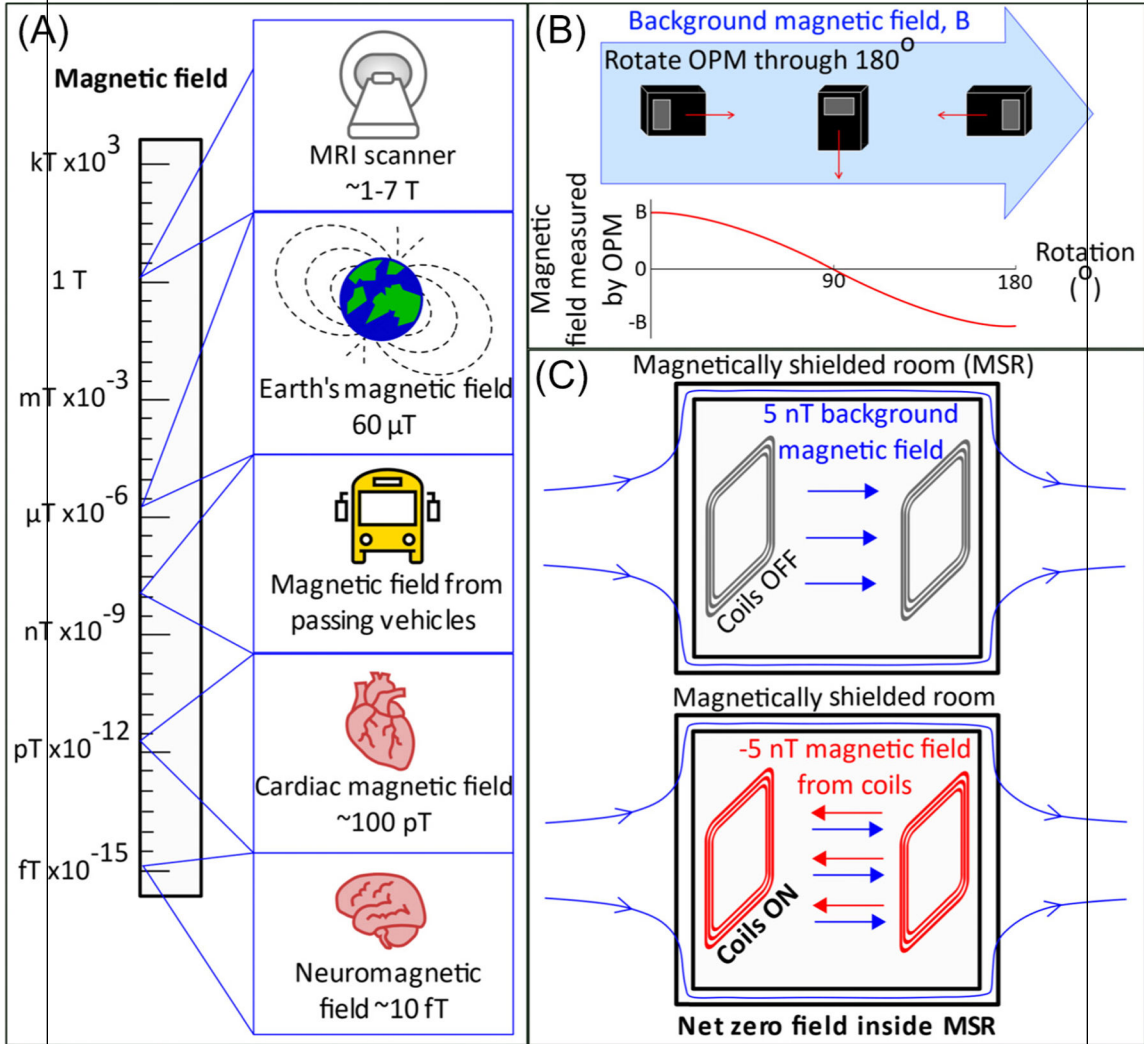 (A)
Magnetic field
kT x10³
1 T
mT x10⁻³
µT x10⁻⁶
nT x10⁻⁹
pT x10⁻¹²
fT x10⁻¹⁵
MRI scanner
~1-7 T
Earth's magnetic field
60 µT
Magnetic field from
passing vehicles
Cardiac magnetic field
~100 pT
Neuromagnetic
field ~10 fT
(B)
Background magnetic field, B
Rotate OPM through 180°
Magnetic
field measured
by OPM
B
0
-B
90
180
Rotation
(°)
(C)
Magnetically shielded room (MSR)
5 nT background
magnetic field
Coils OFF
Magnetically shielded room
-5 nT magnetic field
from coils
Coils ON
Net zero field inside MSR